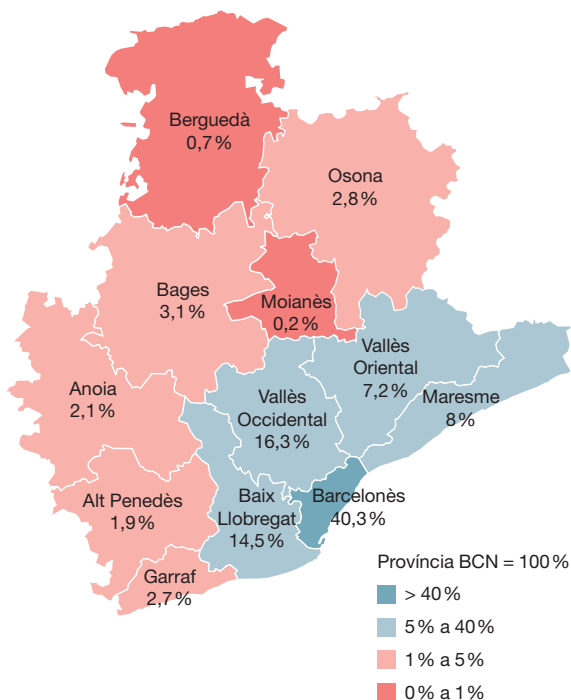 Berguedà
0,7 %
Osona
2,8 %
Bages
3,1 %
Moianès
0,2 %
Vallès
Oriental
7,2 %
Maresme
8 %
Anoia
2,1 %
Vallès
Occidental
16,3 %
Alt Penedès
1,9 %
Baix
Llobregat
14,5 %
Barcelonès
40,3 %
Garraf
2,7 %
Província BCN = 100 %
> 40 %
5 % a 40 %
1 % a 5 %
0 % a 1 %